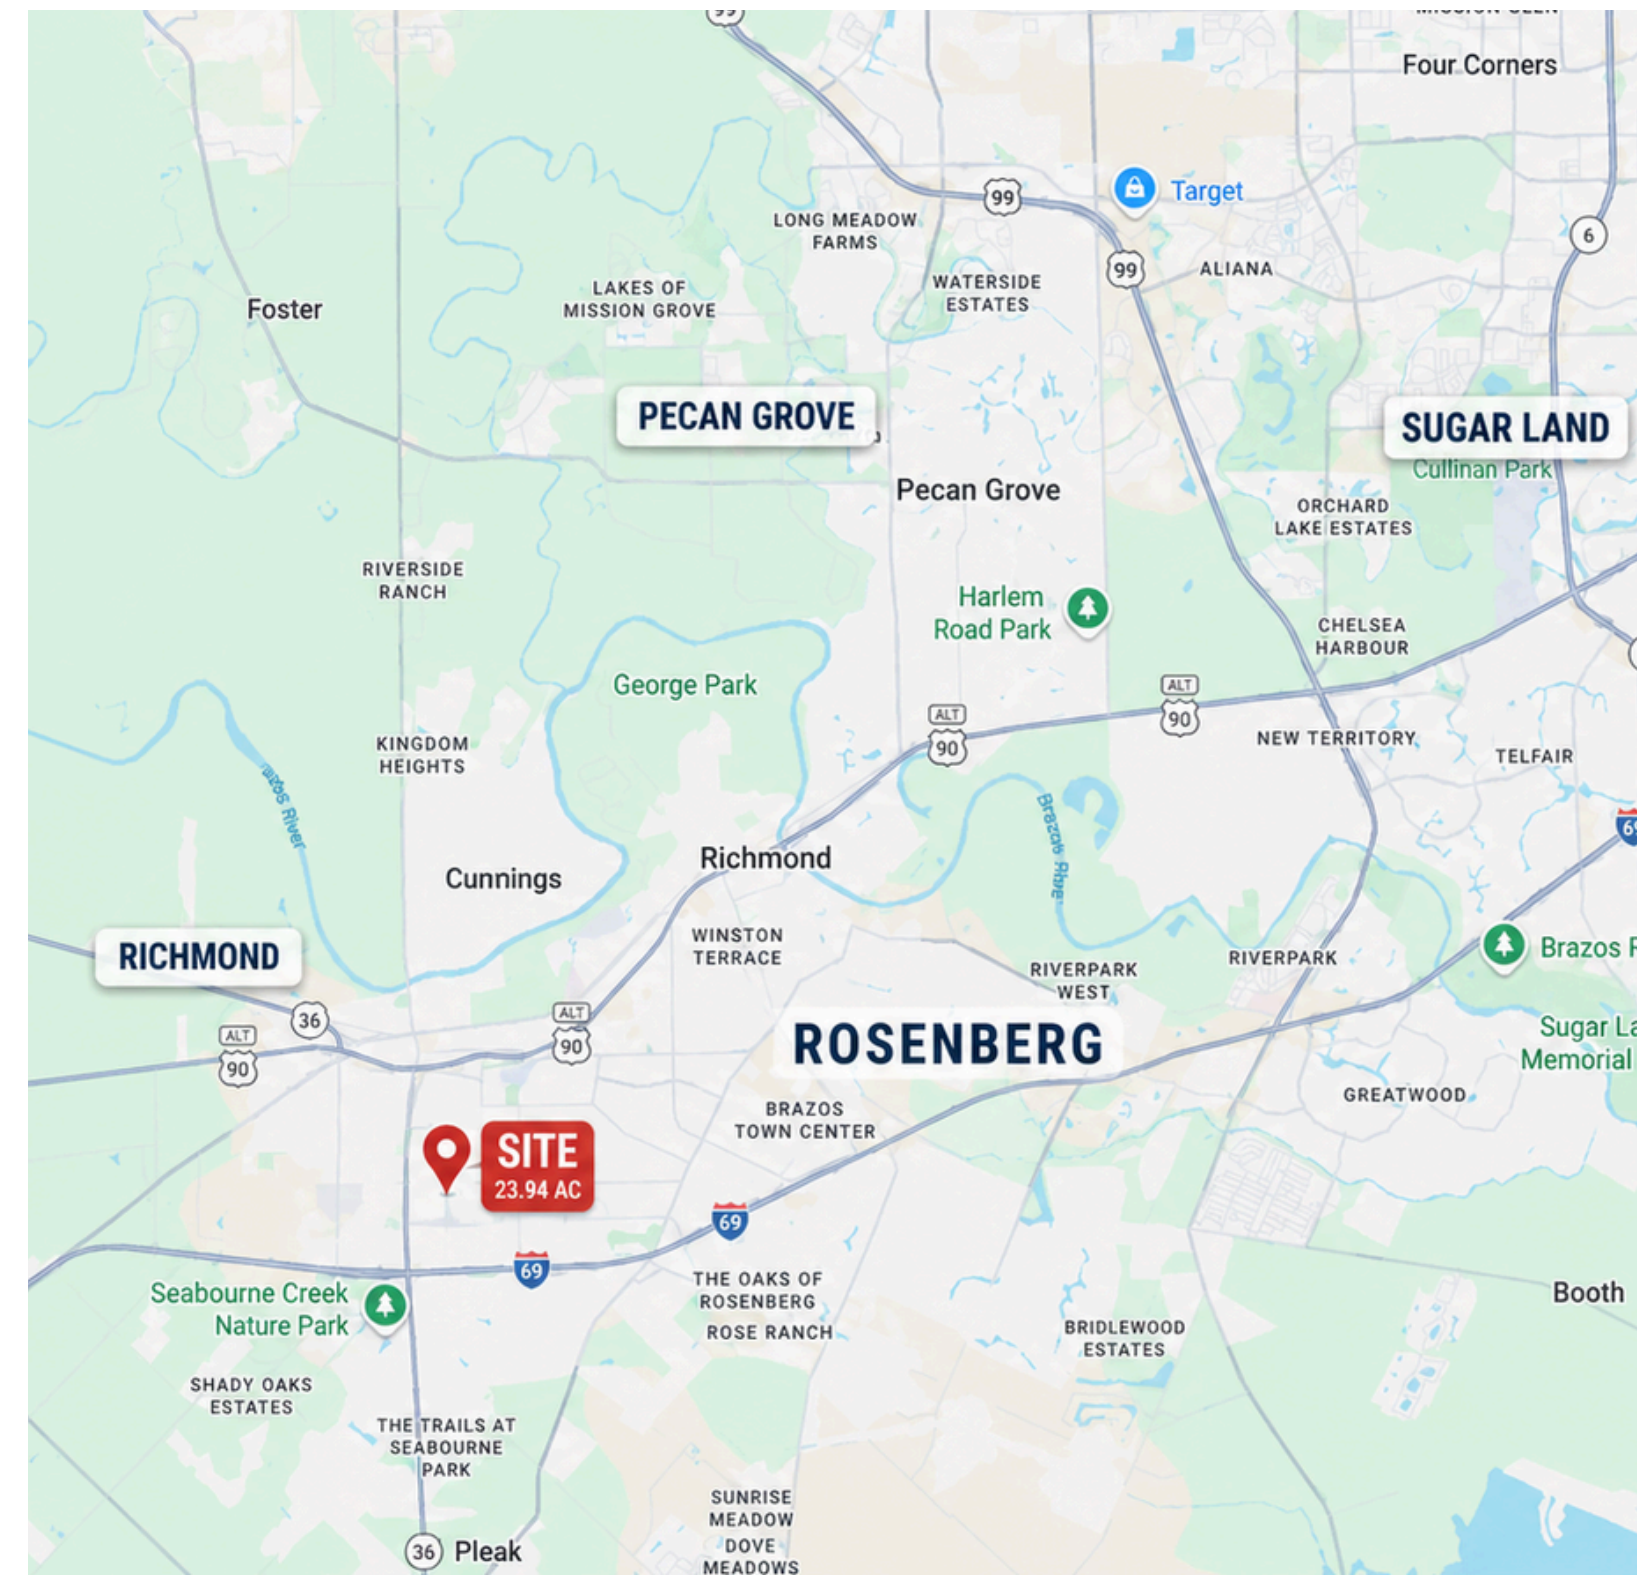 99
Four Corners
Target
99
6
LONG MEADOW
FARMS
99
ALIANA
WATERSIDE
ESTATES
LAKES OF
MISSION GROVE
Foster
PECAN GROVE
SUGAR LAND
Cullinan Park
Pecan Grove
ORCHARD
LAKE ESTATES
RIVERSIDE
RANCH
Harlem
Road Park
CHELSEA
HARBOUR
George Park
ALT
90
ALT
90
NEW TERRITORY
TELFAIR
KINGDOM
HEIGHTS
River
Brazos
69
Richmond
Cunnings
WINSTON
TERRACE
RICHMOND
RIVERPARK
WEST
RIVERPARK
Brazos
36
ALT
90
ALT
90
ROSENBERG
Sugar
Memorial
GREATWOOD
BRAZOS
TOWN CENTER
SITE
23.94 AC
69
69
Seabourne Creek
Nature Park
THE OAKS OF
ROSENBERG
ROSE RANCH
Booth
BRIDLEWOOD
ESTATES
SHADY OAKS
ESTATES
THE TRAILS AT
SEABOURNE
PARK
SUNRISE
MEADOW
DOVE
MEADOWS
36
Pleak